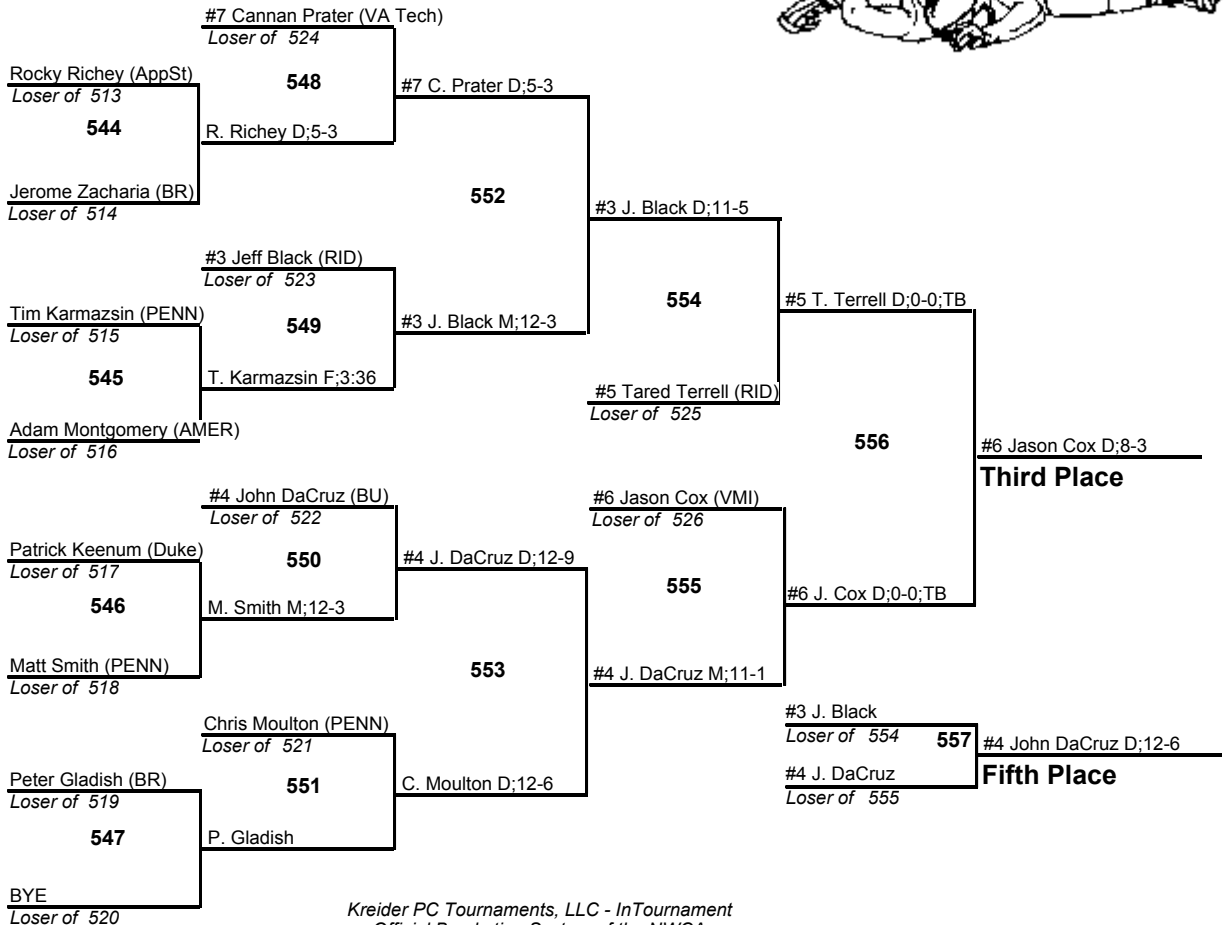 #7 Cannan Prater (VA Tech)
Loser of 524
Rocky Richey (AppSt)
Loser of 513
548
#7 C. Prater D;5-3
544
R. Richey D;5-3
Jerome Zacharia (BR)
Loser of 514
552
#3 J. Black D;11-5
#3 Jeff Black (RID)
Loser of 523
Tim Karmazsin (PENN)
Loser of 515
549
#3 J. Black M;12-3
554
#5 T. Terrell D;0-0;TB
545
T. Karmazsin F;3:36
#5 Tared Terrell (RID)
Loser of 525
Adam Montgomery (AMER)
Loser of 516
556
#6 Jason Cox D;8-3
Third Place
#4 John DaCruz (BU)
Loser of 522
#6 Jason Cox (VMI)
Loser of 526
Patrick Keenum (Duke)
Loser of 517
550
#4 J. DaCruz D;12-9
555
#6 J. Cox D;0-0;TB
546
M. Smith M;12-3
Matt Smith (PENN)
Loser of 518
553
#4 J. DaCruz M;11-1
Chris Moulton (PENN)
Loser of 521
#3 J. Black
Loser of 554
557
#4 John DaCruz D;12-6
Fifth Place
#4 J. DaCruz
Loser of 555
Peter Gladish (BR)
Loser of 519
551
C. Moulton D;12-6
547
P. Gladish
BYE
Loser of 520
Kreider PC Tournaments, LLC - InTournament